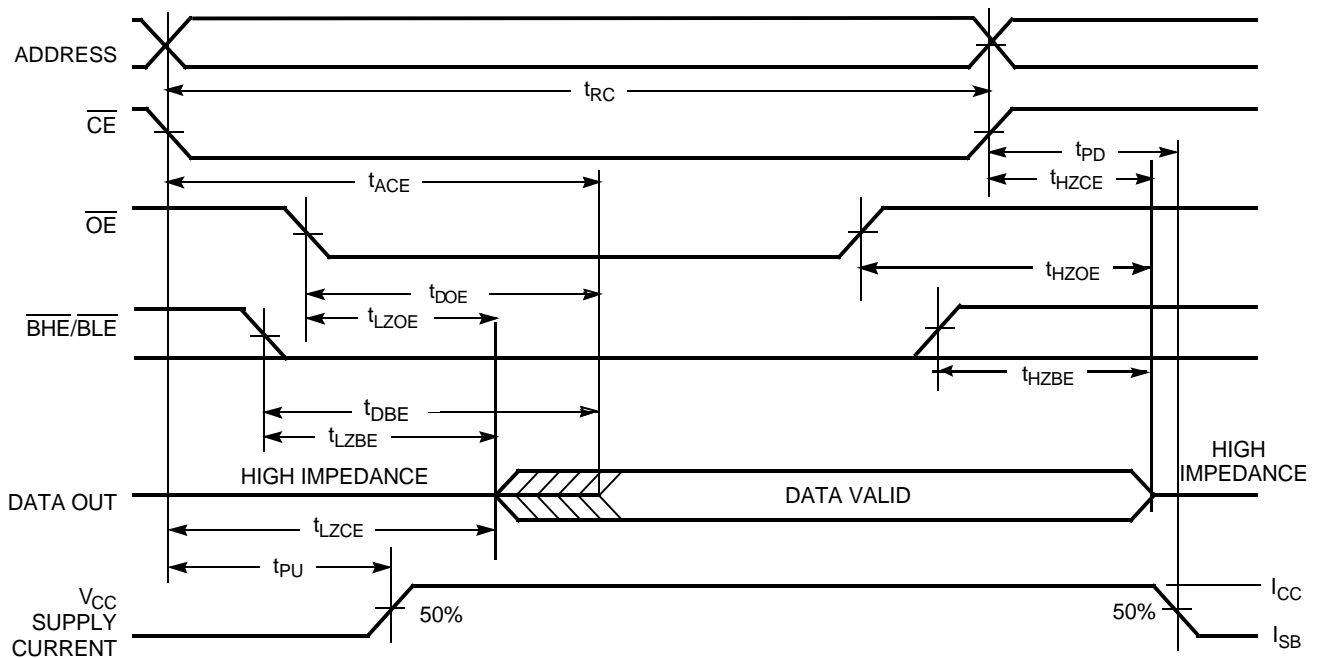 ADDRESS
tRC
CE
tPD
tACE
tHZCE
OE
tHZOE
tDOE
BHE/BLE
tLZOE
tHZBE
tDBE
tLZBE
HIGH IMPEDANCE
HIGH
IMPEDANCE
DATA OUT
DATA VALID
tLZCE
tPU
VCC
SUPPLY
CURRENT
50%
50%
ICC
ISB